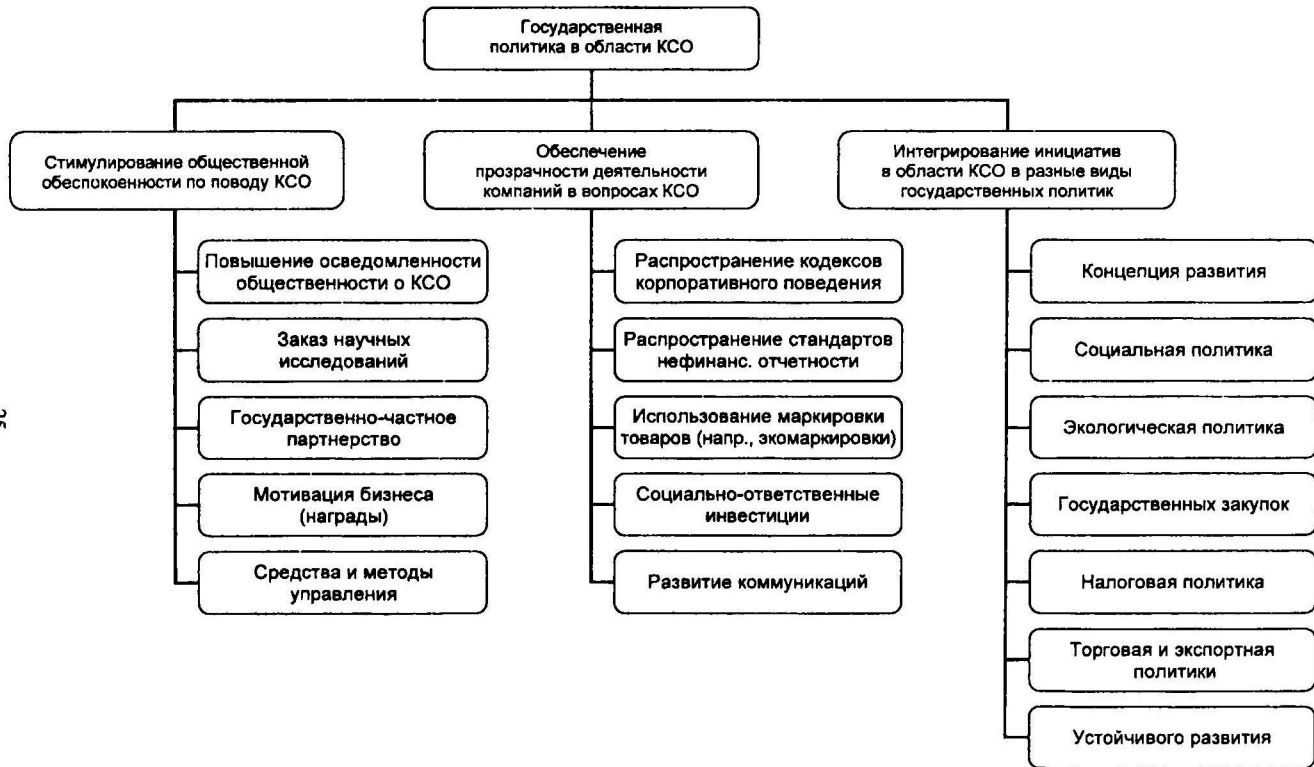 Государственная
политика в области КСО
Стимулирование общественной
обеспокоенности по поводу КСО
Повышение осведомленности
общественности о КСО
Заказ научных
исследований
Государственно-частное
партнерство
Мотивация бизнеса
(награды)
Средства и методы
управления
Обеспечение
прозрачности деятельности
компаний в вопросах КСО
Распространение кодексов
корпоративного поведения
Распространение стандартов
нефинанс. отчетности
Использование маркировки
товаров (напр., экомаркировки)
Социально-ответственные
инвестиции
Развитие коммуникаций
Интегрирование инициатив
в области КСО в разные виды
государственных политик
Концепция развития
Социальная политика
Экологическая политика
Государственных закупок
Налоговая политика
Торговая и экспортная
политики
Устойчивого развития